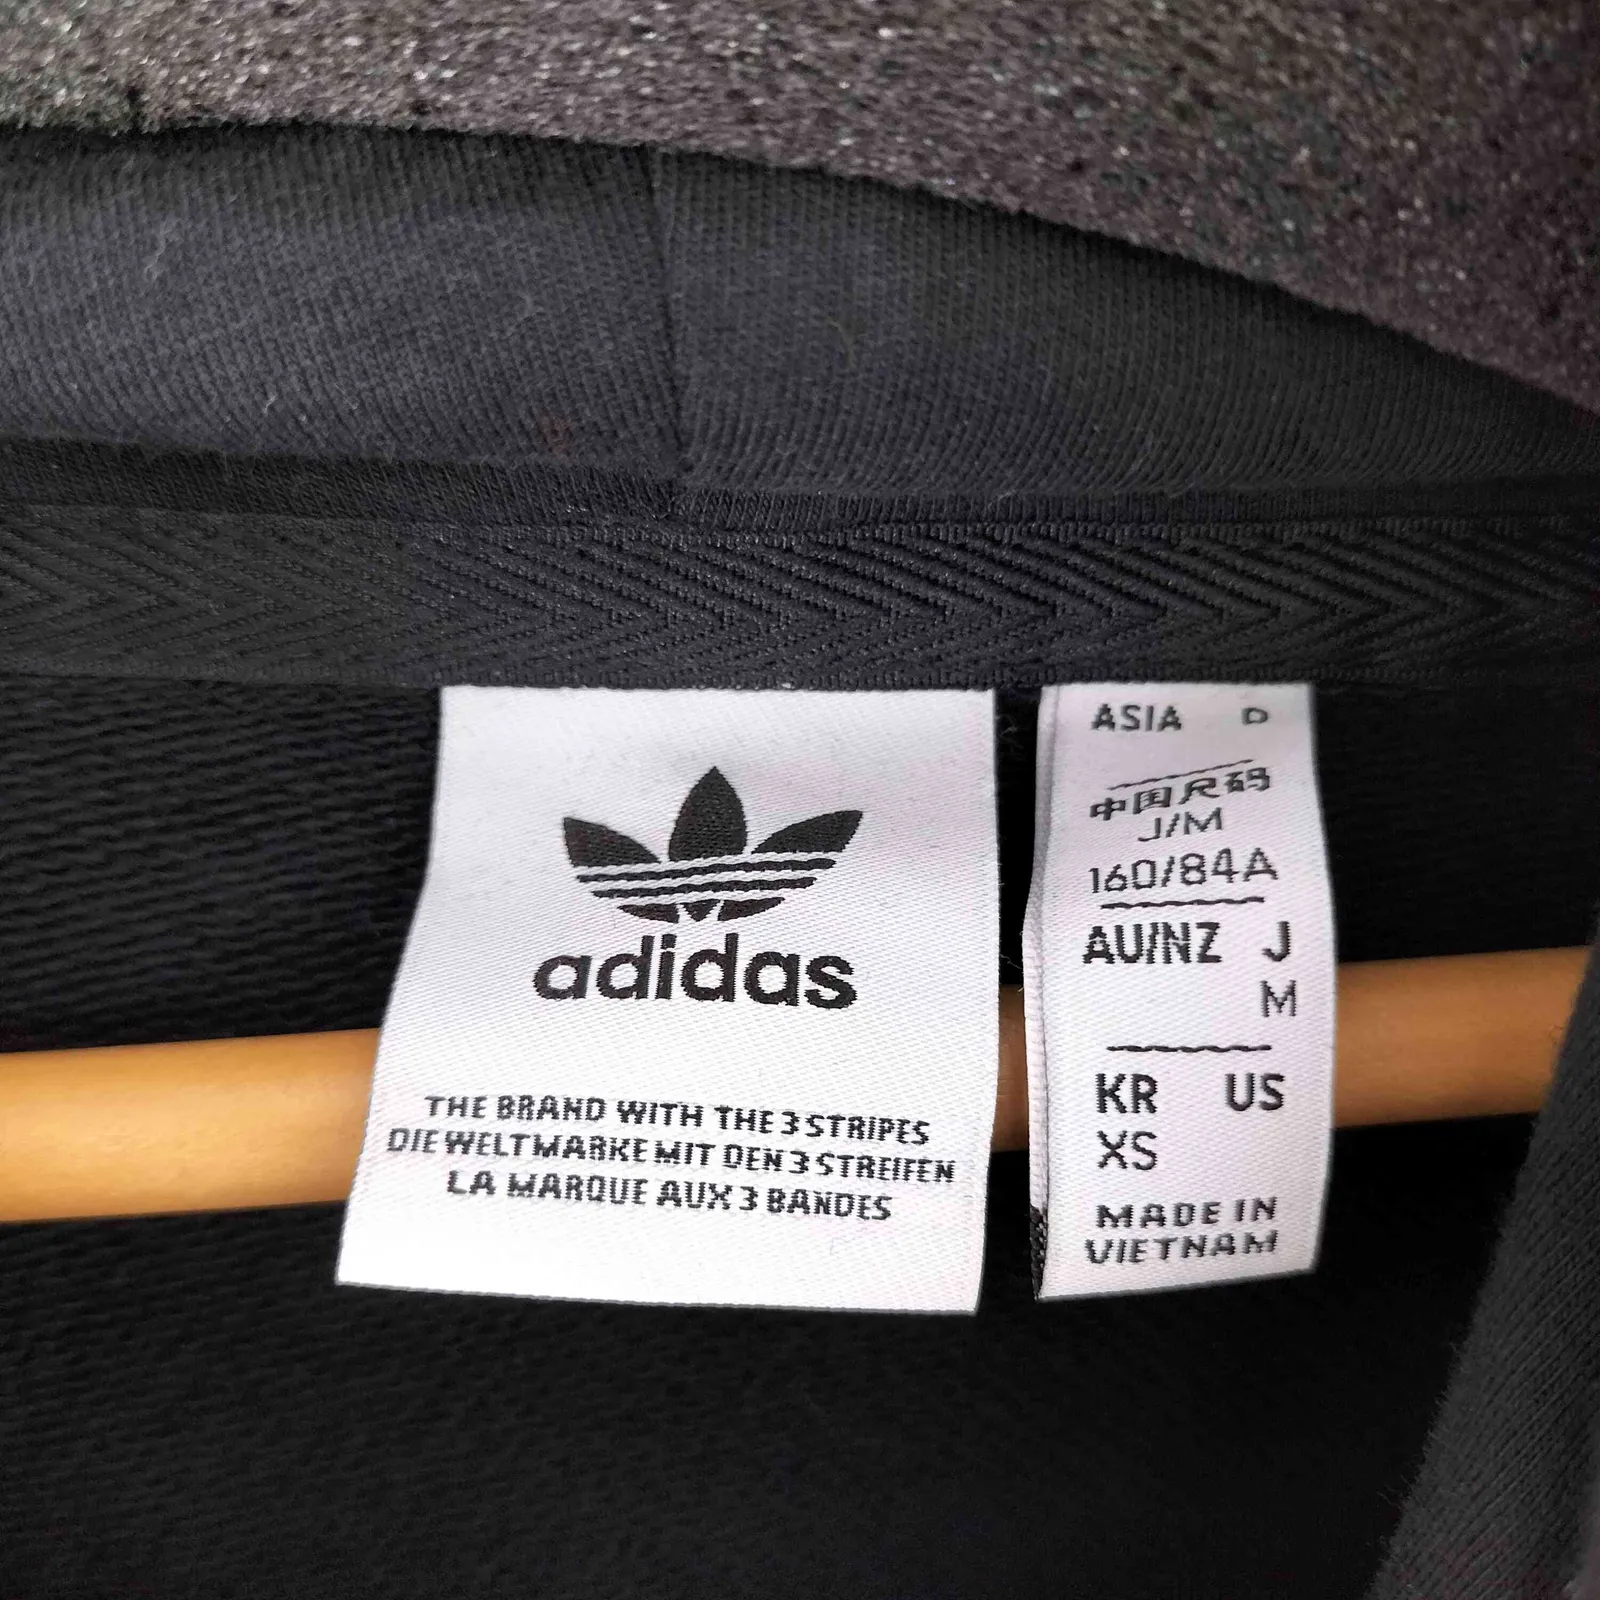 adidas
THE BRAND WITH THE 3 STRIPES
DIE WELTMARKE MIT DEN 3 STREIFEN
LA MARQUE AUX 3 BANDES
ASIA D
中国尺码
J/M
160/84A
AU/NZ J
M
KR US
XS
MADE IN
VIETNAM